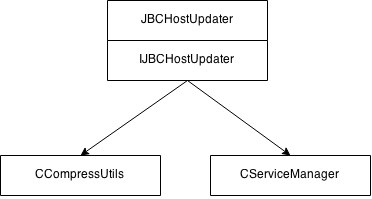 JBCHostUpdater
IJBCHostUpdater
CCompressUtils
CServiceManager